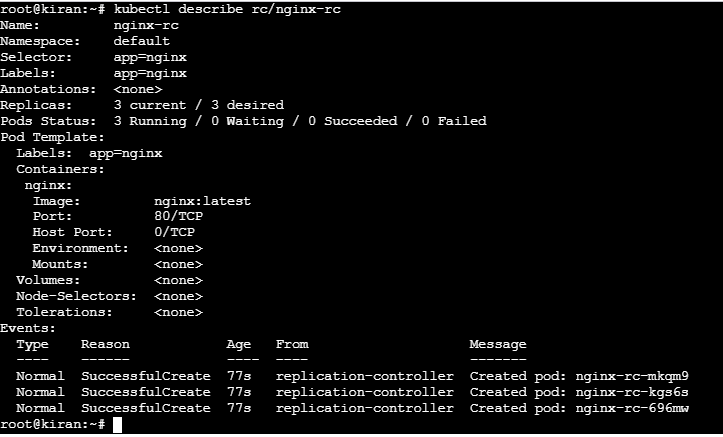 root@kiran:~# kubectl describe rc/nginx-rc
Name:         nginx-rc
Namespace:    default
Selector:     app=nginx
Labels:       app=nginx
Annotations:  <none>
Replicas:     3 current / 3 desired
Pods Status:  3 Running / 0 Waiting / 0 Succeeded / 0 Failed
Pod Template:
  Labels:  app=nginx
  Containers:
   nginx:
    Image:         nginx:latest
    Port:          80/TCP
    Host Port:     0/TCP
    Environment:   <none>
    Mounts:        <none>
  Volumes:         <none>
  Node-Selectors:  <none>
  Tolerations:     <none>
Events:
  Type    Reason            Age   From                    Message
  ----    ------            ----  ----                    -------
  Normal  SuccessfulCreate  77s   replication-controller  Created pod: nginx-rc-mkqm9
  Normal  SuccessfulCreate  77s   replication-controller  Created pod: nginx-rc-kgs6s
  Normal  SuccessfulCreate  77s   replication-controller  Created pod: nginx-rc-696mw
root@kiran:~#